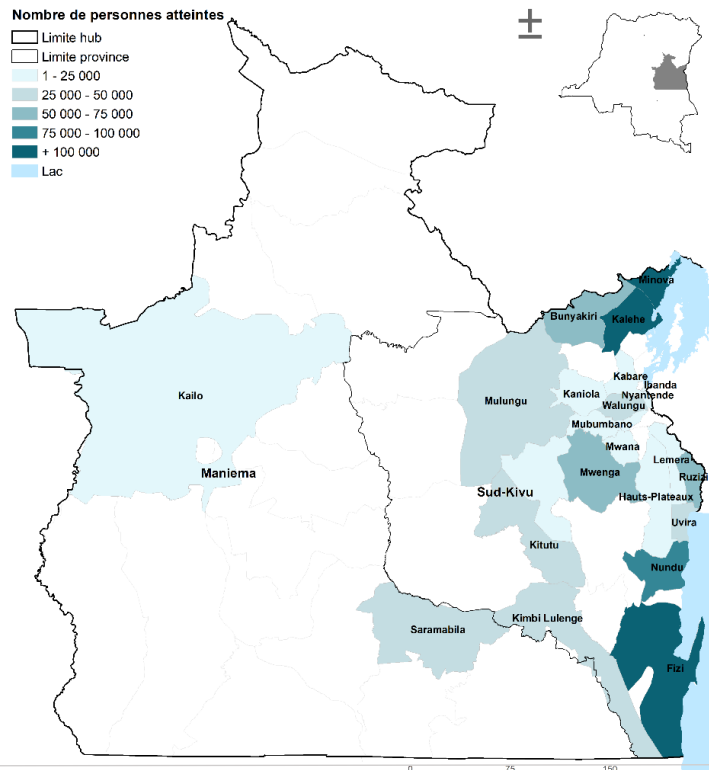 Nombre de personnes atteintes
Limite hub
Limite province
1 - 25 000
25 000 - 50 000
50 000 - 75 000
75 000 - 100 000
+ 100 000
Lac
±
Minova
Bunyakiri
Kalehe
Kabare
Ibanda
Kailo
Mulungu
Kaniola
Nyantende
Walungu
Mubumbano
Mwana
Maniema
Lemera
Mwenga
Ruzizi
Sud-Kivu
Hauts-Plateaux
Uvira
Kitutu
Nundu
Kimbi Lulenge
Saramabila
Fizi
0 75 150